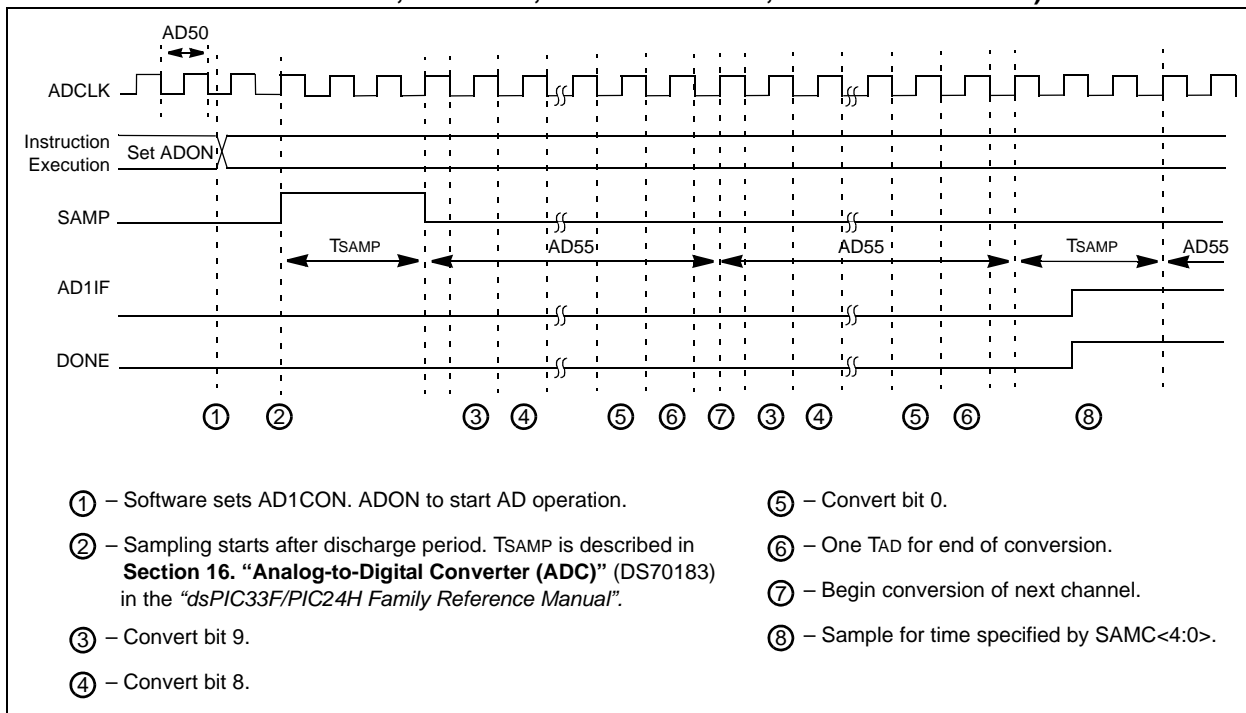 AD50
ADCLK
Instruction
Execution
Set ADON
SAMP
TSAMP
AD55
AD55
TSAMP
AD55
AD1IF
DONE
1 2 3 4 5 6 7 3 4 5 6 8
1 – Software sets AD1CON. ADON to start AD operation.
2 – Sampling starts after discharge period. TSAMP is described in
Section 16. “Analog-to-Digital Converter (ADC)” (DS70183)
in the “dsPIC33F/PIC24H Family Reference Manual”.
3 – Convert bit 9.
4 – Convert bit 8.
5 – Convert bit 0.
6 – One TAD for end of conversion.
7 – Begin conversion of next channel.
8 – Sample for time specified by SAMC<4:0>.